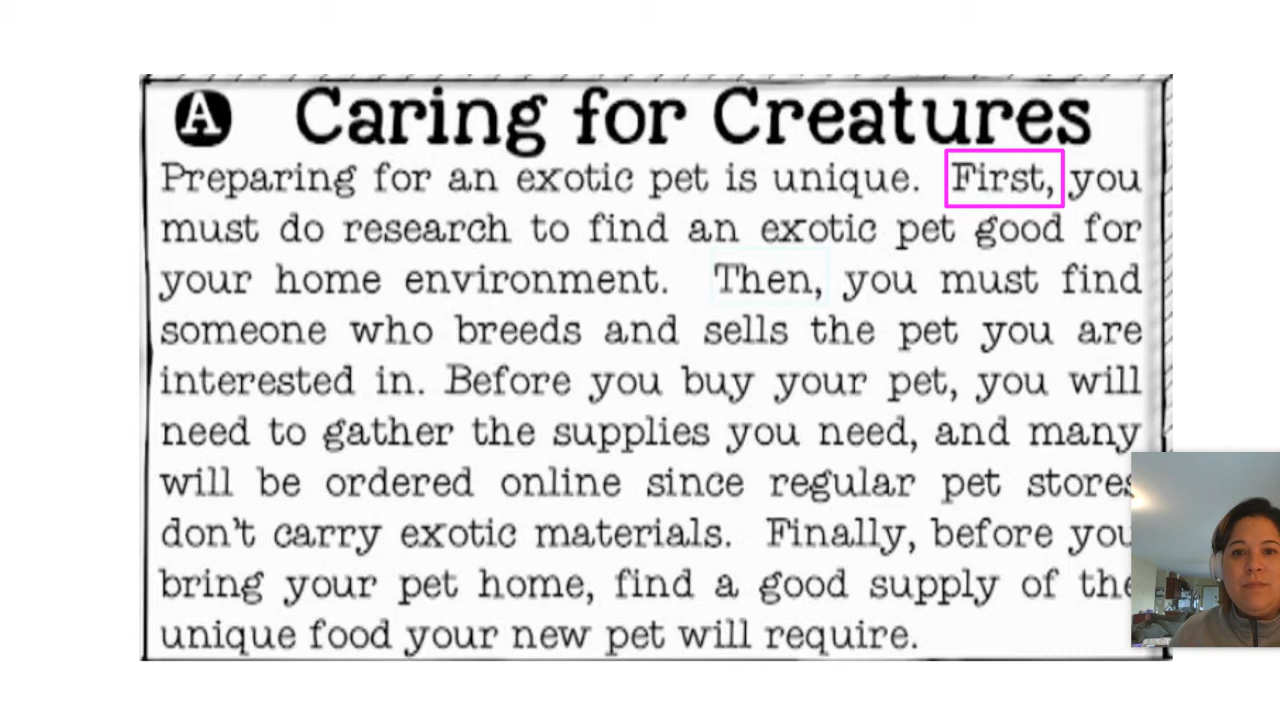 A Caring for Creatures
Preparing for an exotic pet is unique. First, you
must do research to find an exotic pet good for
your home environment. Then, you must find
someone who breeds and sells the pet you are
interested in. Before you buy your pet, you will
need to gather the supplies you need, and many
will be ordered online since regular pet stores
don't carry exotic materials. Finally, before you
bring your pet home, find a good supply of the
unique food your new pet will require.